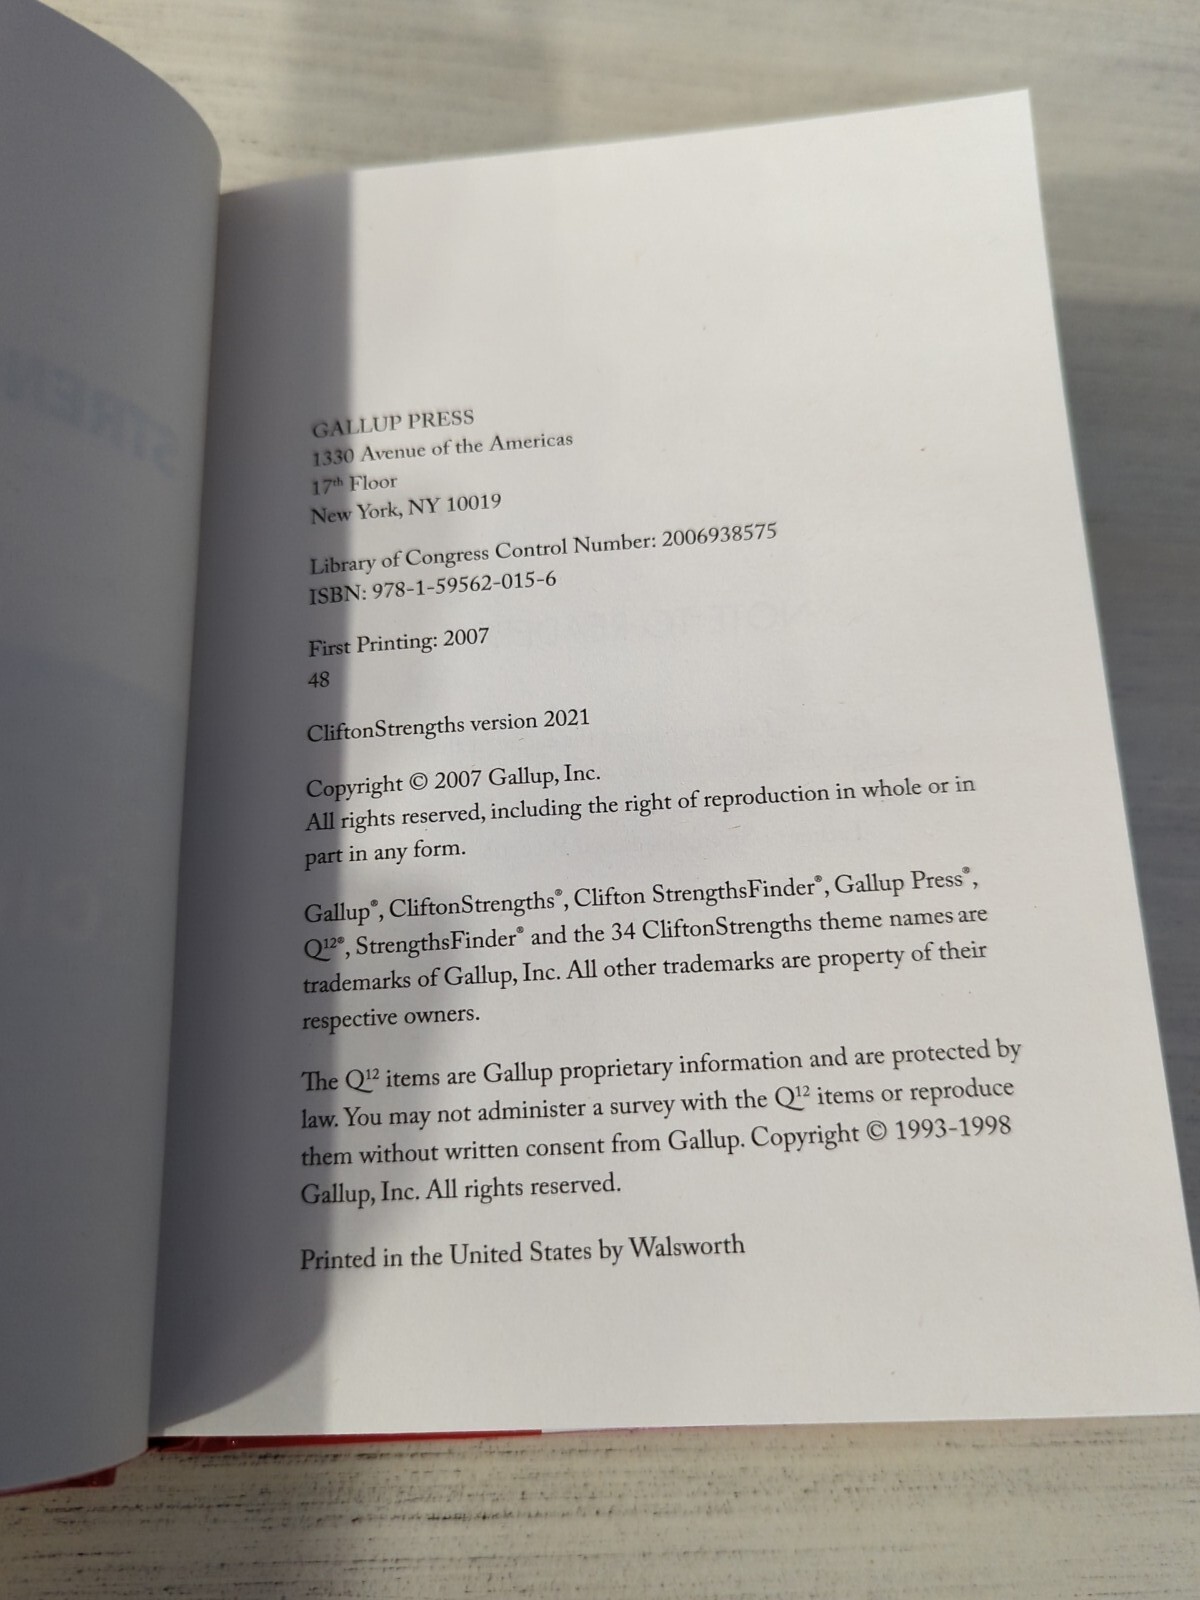 STREN
GALLUP PRESS
1330 Avenue of the Americas
17th Floor
New York, NY 10019
Library of Congress Control Number: 2006938575
ISBN: 978-1-59562-015-6
First Printing: 2007
48
CliftonStrengths version 2021
Copyright © 2007 Gallup, Inc.
All rights reserved, including the right of reproduction in whole or in
part in any form.
Gallup®, CliftonStrengths®, Clifton StrengthsFinder®, Gallup Press®,
Q12®, StrengthsFinder® and the 34 CliftonStrengths theme names are
trademarks of Gallup, Inc. All other trademarks are property of their
respective owners.
The Q12 items are Gallup proprietary information and are protected by
law. You may not administer a survey with the Q12 items or reproduce
them without written consent from Gallup. Copyright © 1993-1998
Gallup, Inc. All rights reserved.
Printed in the United States by Walsworth